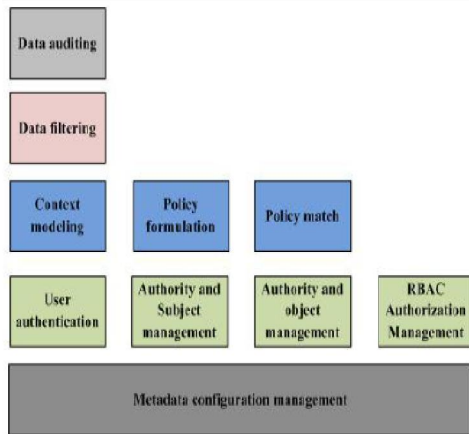 Data auditing
Data filtering
Context
modeling
Policy
formulation
Policy match
User
authentication
Authority and
Subject
management
Authority and
object
management
RBAC
Authorization
Management
Metadada configuration management